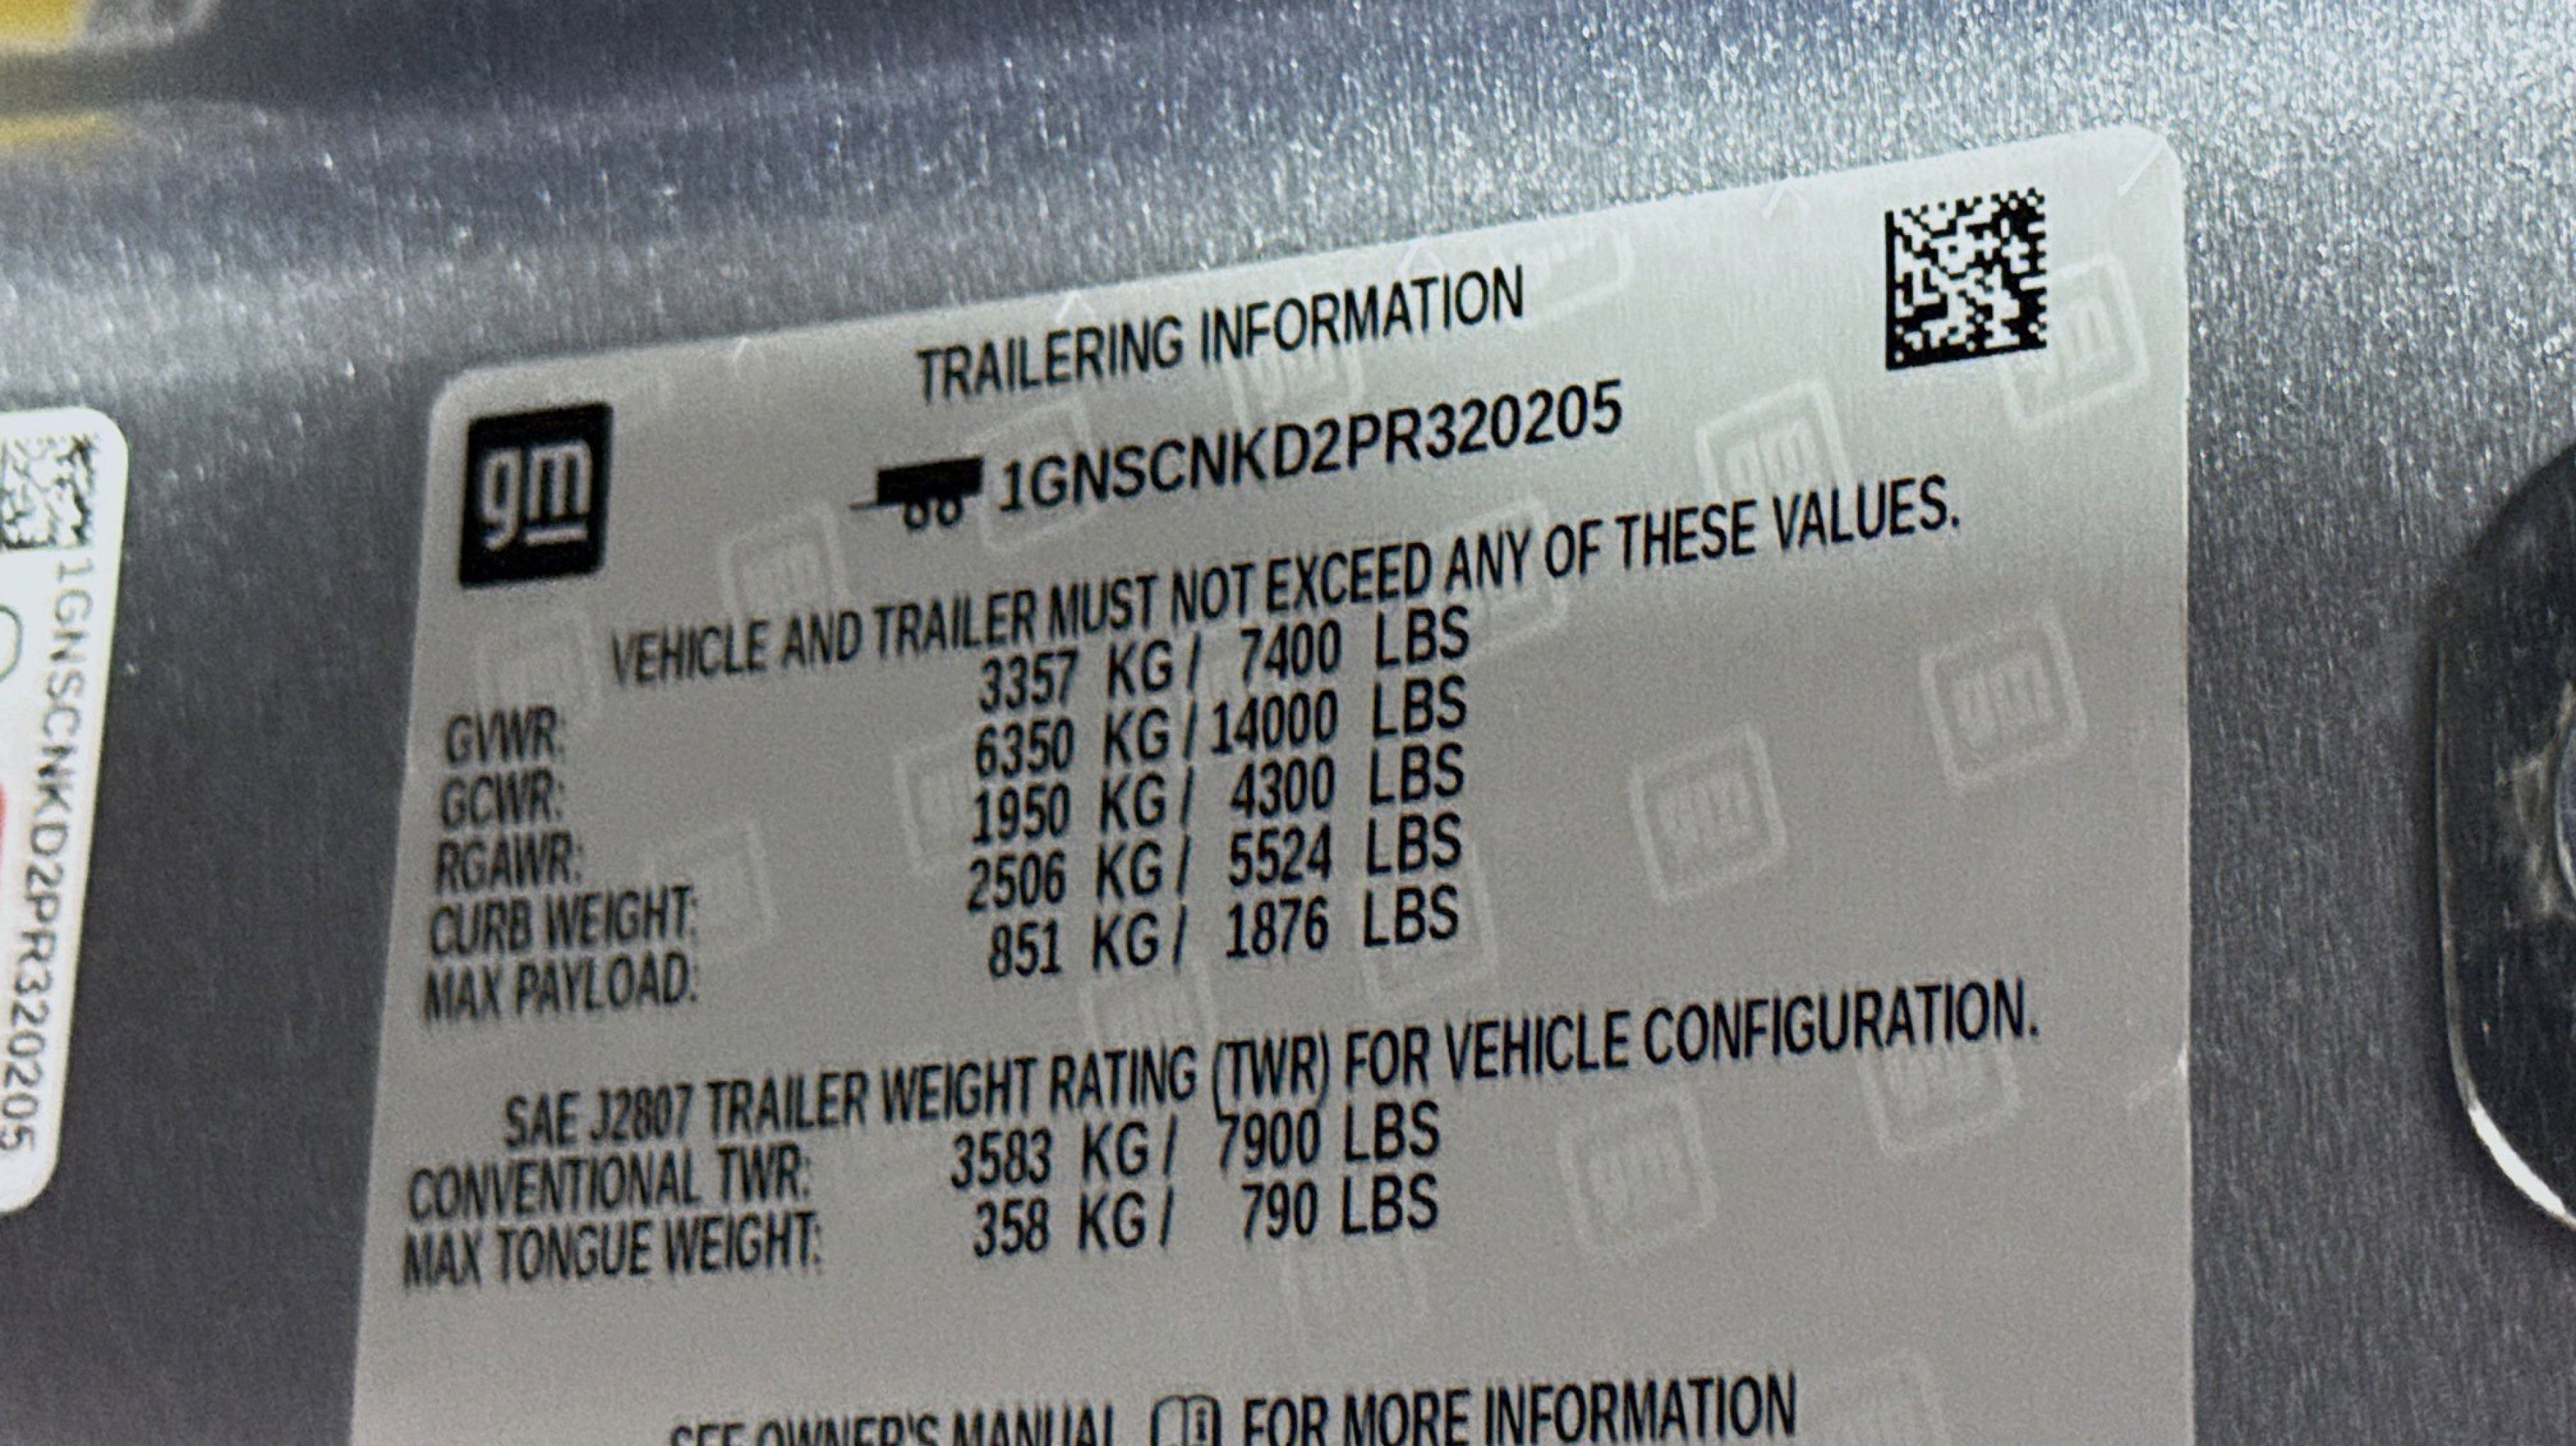 TRAILERING INFORMATION
gm
1GNSCNKD2PR320205
VEHICLE AND TRAILER MUST NOT EXCEED ANY OF THESE VALUES.
GVWR: 3357 KG / 7400 LBS
GCWR: 6350 KG / 14000 LBS
RGAWR: 1950 KG / 4300 LBS
CURB WEIGHT: 2506 KG / 5524 LBS
MAX PAYLOAD: 851 KG / 1876 LBS
SAE J2807 TRAILER WEIGHT RATING (TWR) FOR VEHICLE CONFIGURATION.
CONVENTIONAL TWR: 3583 KG / 7900 LBS
MAX TONGUE WEIGHT: 358 KG / 790 LBS
SEE OWNER'S MANUAL FOR MORE INFORMATION
1GNSCNKD2PR320205